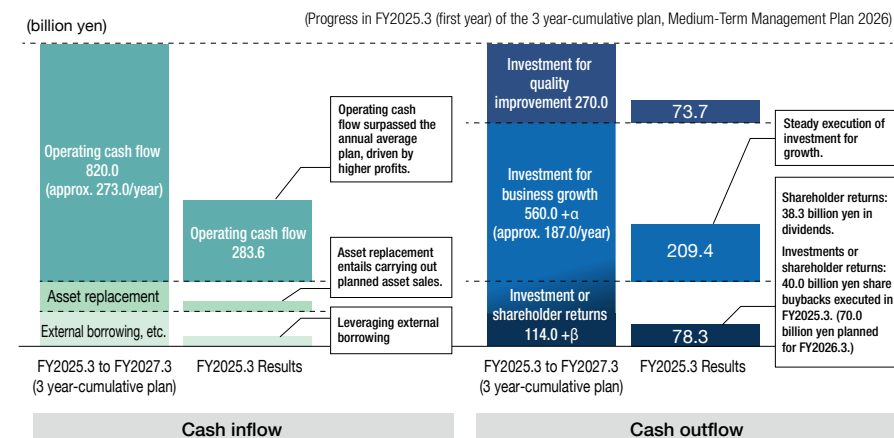 (billion yen)
(Progress in FY2025.3 (first year) of the 3 year-cumulative plan, Medium-Term Management Plan 2026)
Operating cash flow
820.0
(approx. 273.0/year)
Asset replacement
External borrowing, etc.
FY2025.3 to FY2027.3
(3 year-cumulative plan)
Operating cash flow
283.6
FY2025.3 Results
Operating cash
flow surpassed the
annual average
plan, driven by
higher profits.
Asset replacement
entails carrying out
planned asset sales.
Leveraging external
borrowing
Cash inflow
Investment for
quality
improvement 270.0
Investment for
business growth
560.0 +α
(approx. 187.0/year)
Investment or
shareholder returns
114.0 +β
FY2025.3 to FY2027.3
(3 year-cumulative plan)
73.7
209.4
78.3
FY2025.3 Results
Steady execution of
investment for
growth.
Shareholder returns:
38.3 billion yen in
dividends.
Investments or
shareholder returns:
40.0 billion yen share
buybacks executed in
FY2025.3. (70.0
billion yen planned
for FY2026.3.)
Cash outflow